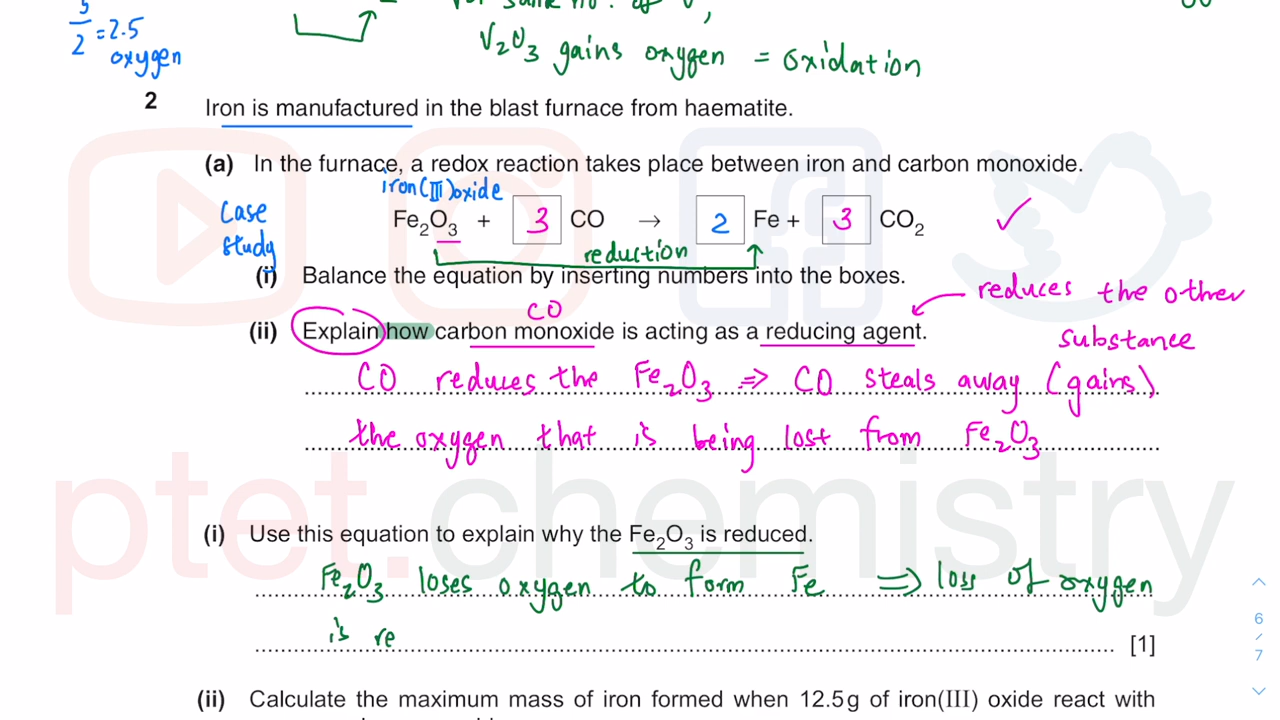 5/2 = 2.5
oxygen
V₂O₃ gains oxygen = oxidation
2 Iron is manufactured in the blast furnace from haematite.
(a) In the furnace, a redox reaction takes place between iron and carbon monoxide.
iron(III) oxide
Case study
Fe₂O₃ + 3 CO → 2 Fe + 3 CO₂ ✓
reduction
(i) Balance the equation by inserting numbers into the boxes.
reduces the other substance
CO
(ii) Explain how carbon monoxide is acting as a reducing agent.
CO reduces the Fe₂O₃ ⇒ CO steals away (gains)
the oxygen that is being lost from Fe₂O₃
ptet.chemistry
(i) Use this equation to explain why the Fe₂O₃ is reduced.
Fe₂O₃ loses oxygen to form Fe ⇒ loss of oxygen
is re
[1]
(ii) Calculate the maximum mass of iron formed when 12.5 g of iron(III) oxide react with
6
/
7